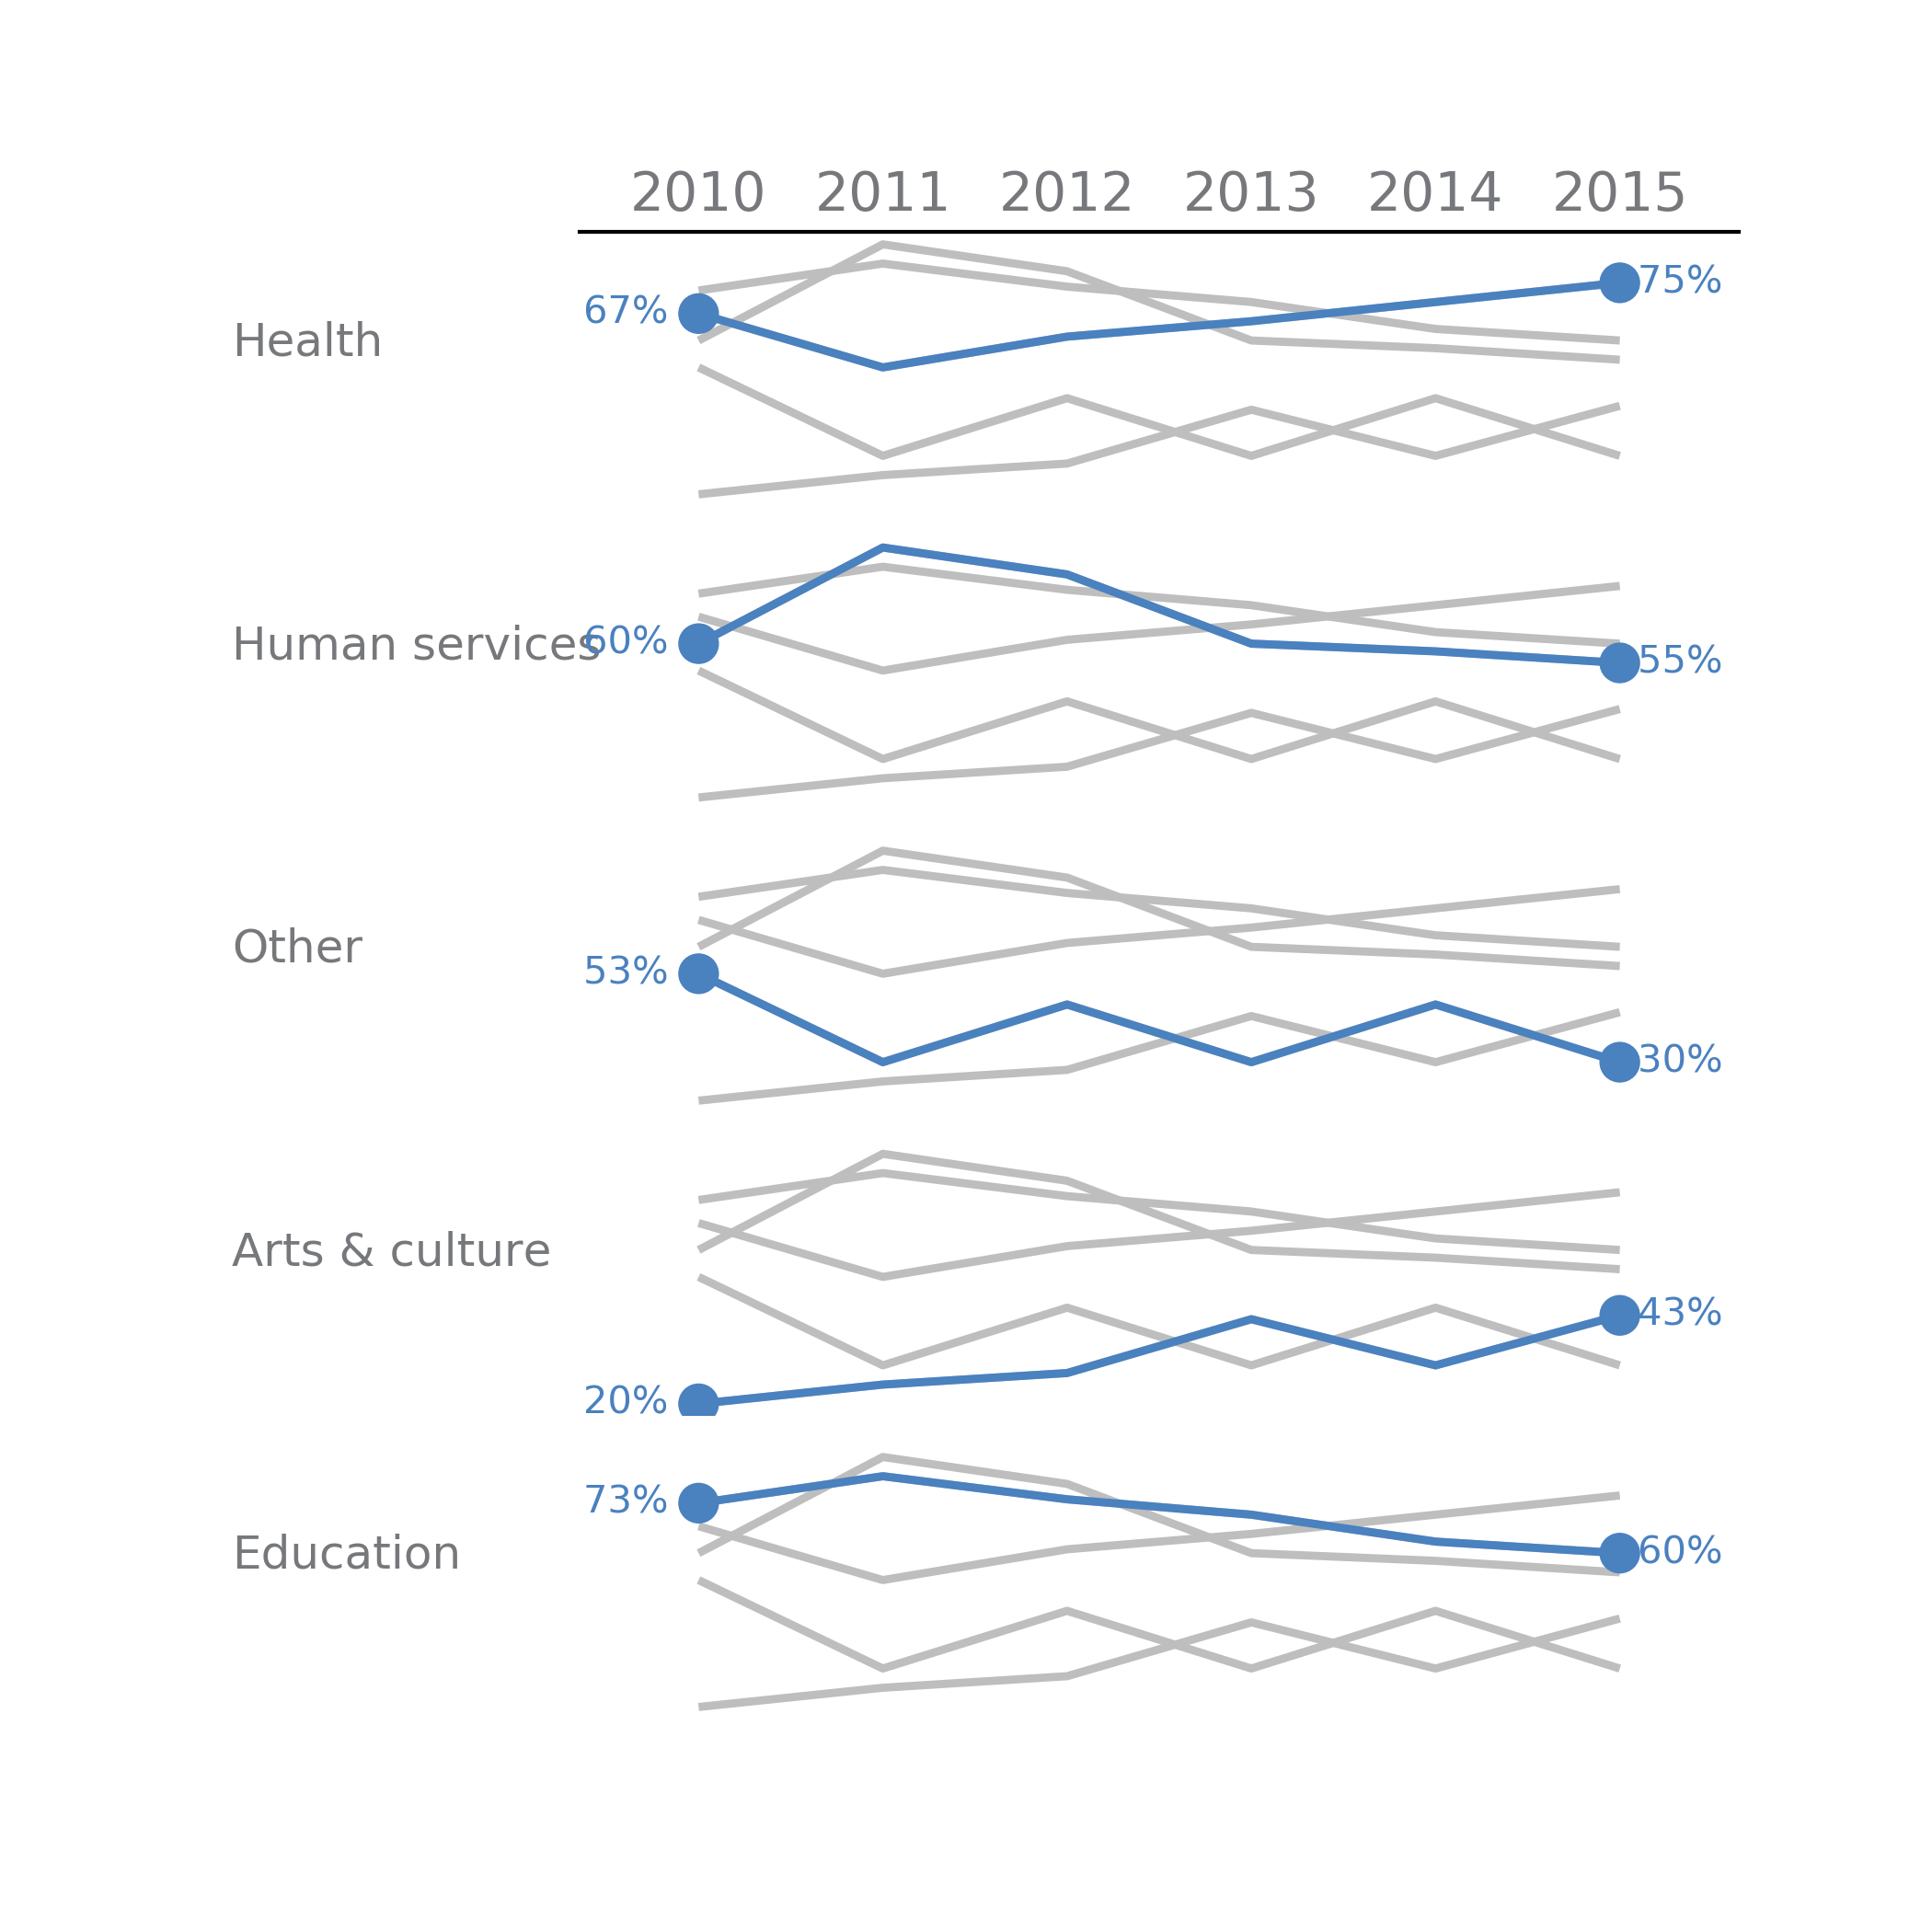 2010 2011 2012 2013 2014 2015
67% 75%
Health
Human services 60% 55%
Other
53% 30%
Arts & culture
20% 43%
73% 60%
Education